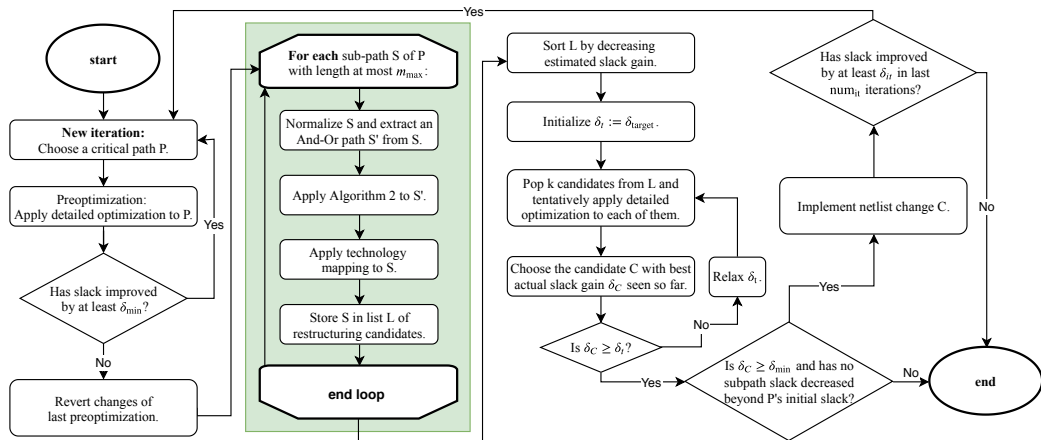 start
New iteration:
Choose a critical path P.
Preoptimization:
Apply detailed optimization to P.
Has slack improved
by at least δmin?
Yes
No
Revert changes of
last preoptimization.
For each sub-path S of P
with length at most mmax:
Normalize S and extract an
And-Or path S' from S.
Apply Algorithm 2 to S'.
Apply technology
mapping to S.
Store S in list L of
restructuring candidates.
end loop
Sort L by decreasing
estimated slack gain.
Initialize δt := δtarget.
Pop k candidates from L and
tentatively apply detailed
optimization to each of them.
Choose the candidate C with best
actual slack gain δC seen so far.
Is δC ≥ δt?
No
Relax δt.
Yes
Is δC ≥ δmin and has no
subpath slack decreased
beyond P's initial slack?
Yes
No
Implement netlist change C.
Has slack improved
by at least δit in last
numit iterations?
Yes
No
end